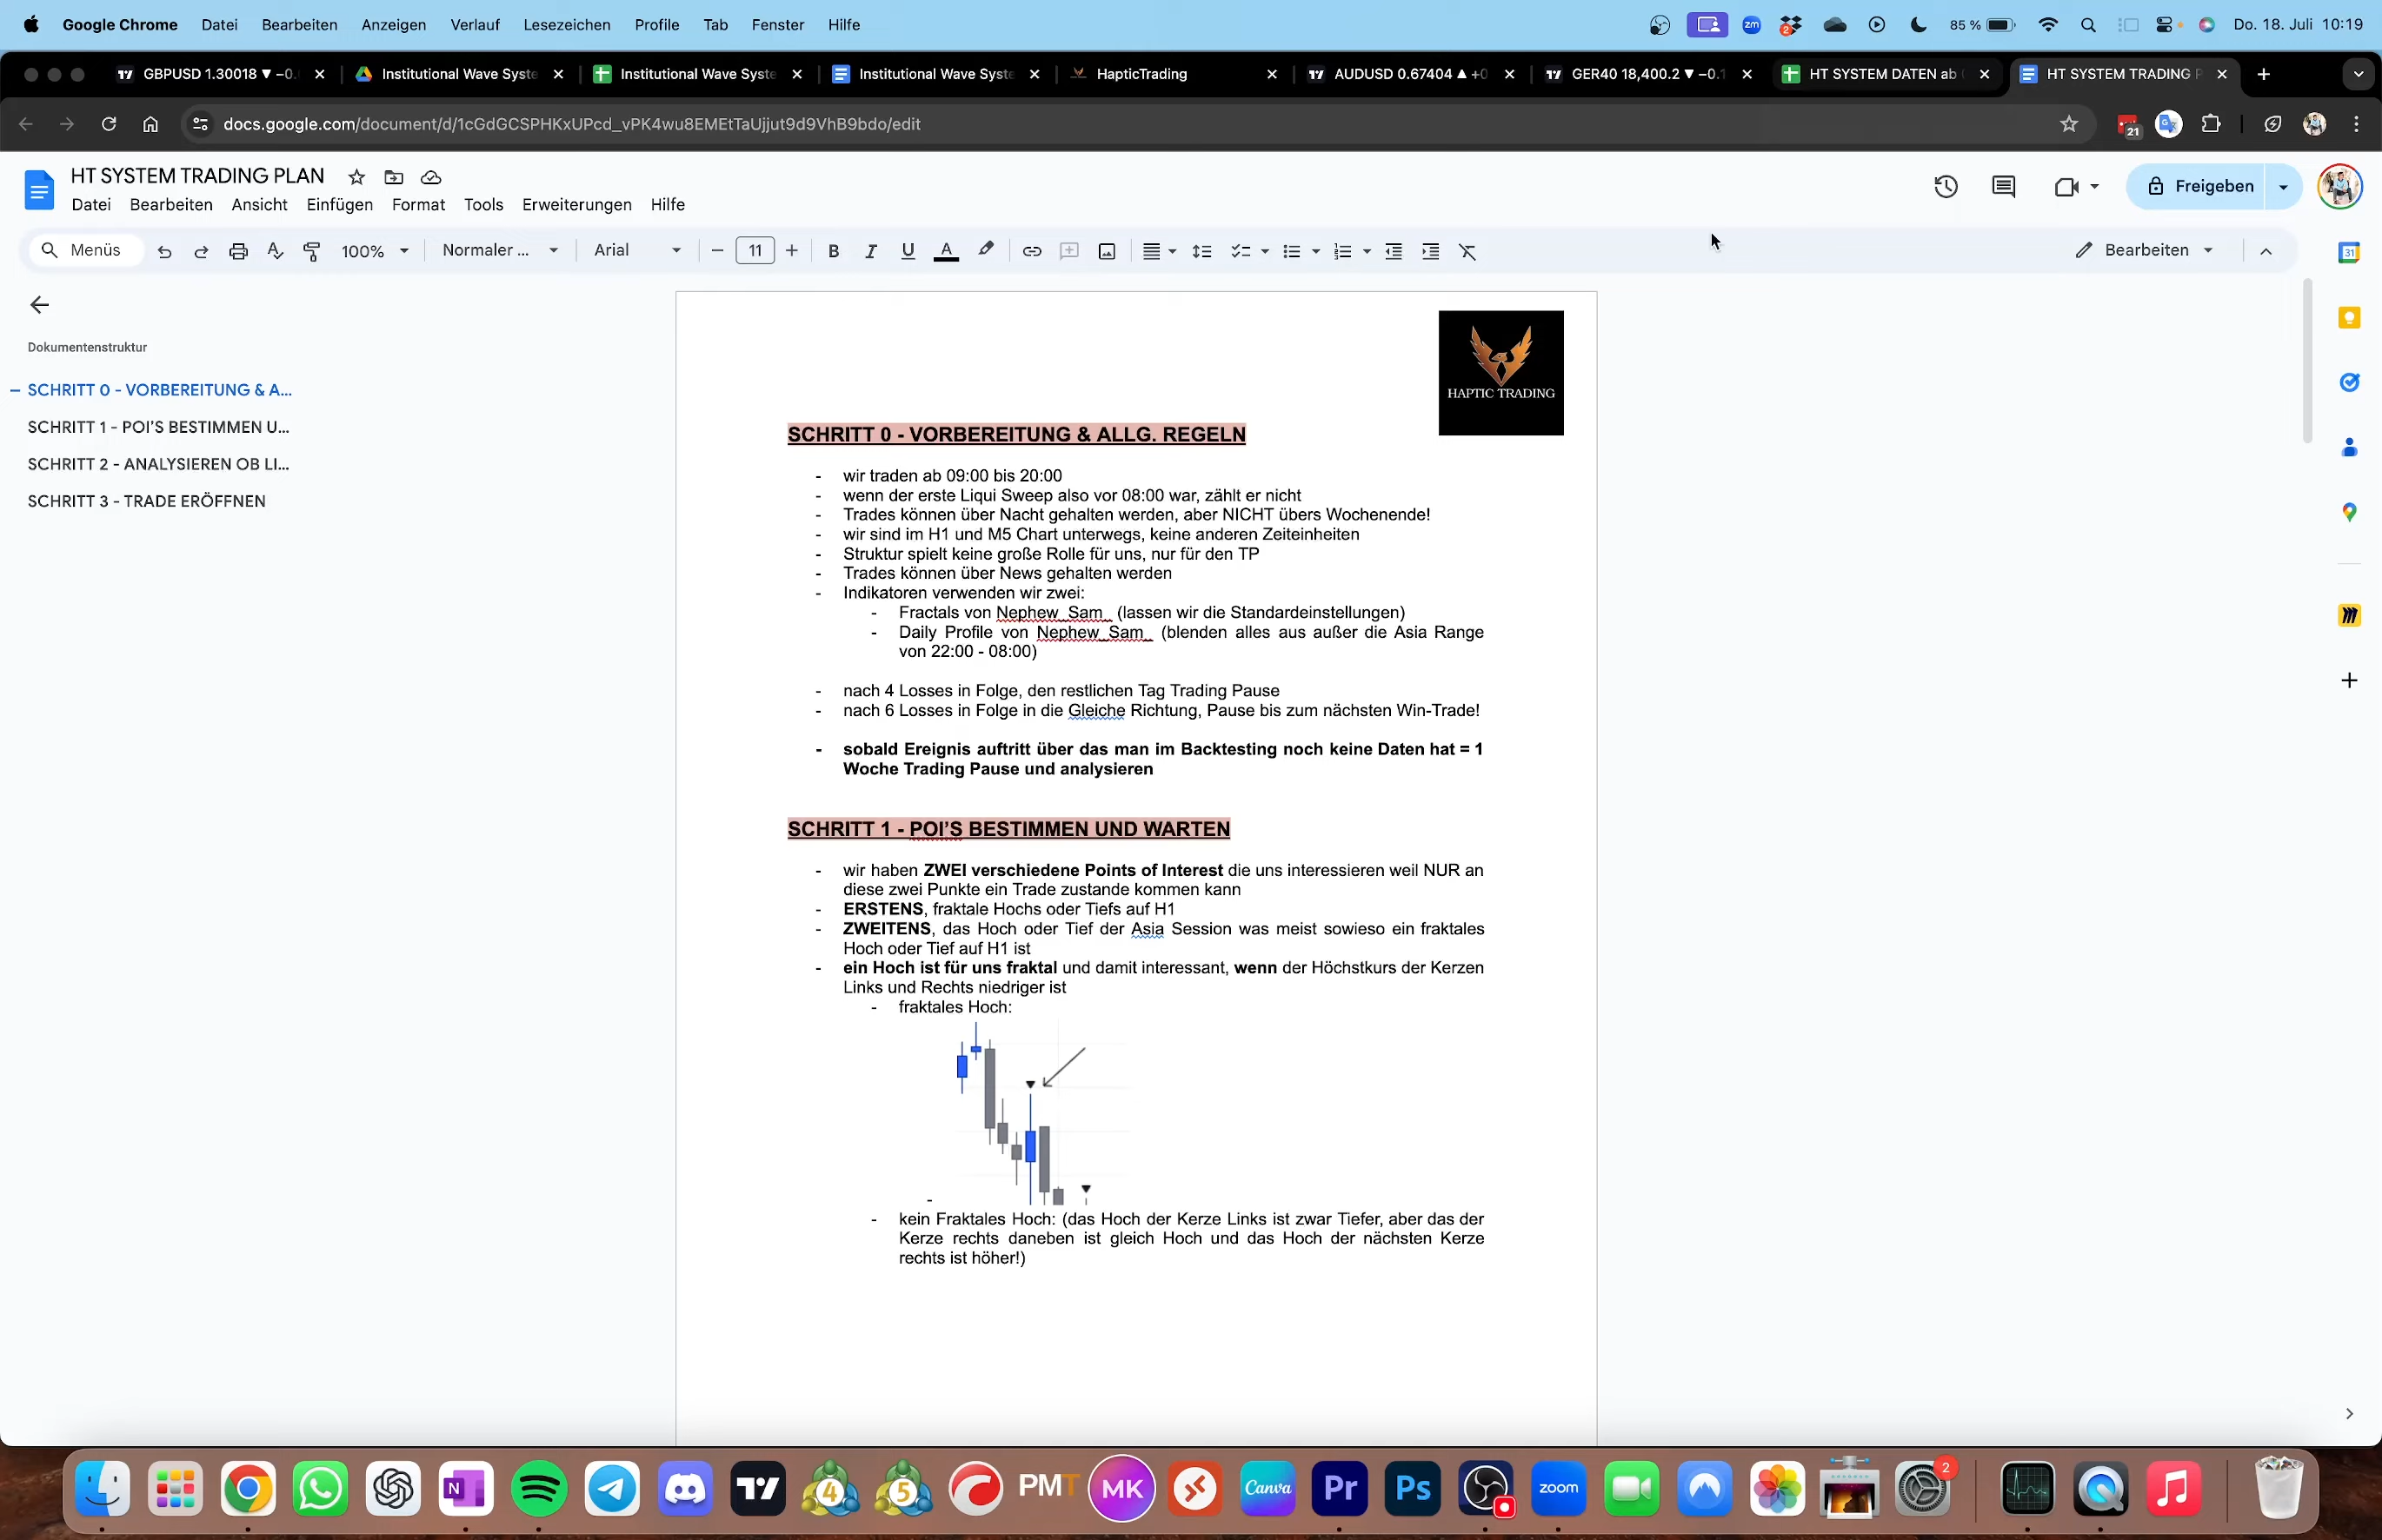 Google Chrome Datei Bearbeiten Anzeigen Verlauf Lesezeichen Profile Tab Fenster Hilfe
zm 2 85 % Do. 18. Juli 10:19
GBPUSD 1.30018 ▼ −0.
Institutional Wave Syste
Institutional Wave Syste
Institutional Wave Syste
HapticTrading
AUDUSD 0.67404 ▲ +0
GER40 18,400.2 ▼ −0.1
HT SYSTEM DATEN ab
HT SYSTEM TRADING P
docs.google.com/document/d/1cGdGCSPHKxUPcd_vPK4wu8EMEtTaUjjut9d9VhB9bdo/edit
21
HT SYSTEM TRADING PLAN
Freigeben
Datei Bearbeiten Ansicht Einfügen Format Tools Erweiterungen Hilfe
Menüs 100% Normaler ... Arial 11 B I U A Bearbeiten
31
Dokumentenstruktur
SCHRITT 0 - VORBEREITUNG & A...
SCHRITT 1 - POI'S BESTIMMEN U...
SCHRITT 2 - ANALYSIEREN OB LI...
SCHRITT 3 - TRADE ERÖFFNEN
HAPTIC TRADING
SCHRITT 0 - VORBEREITUNG & ALLG. REGELN
- wir traden ab 09:00 bis 20:00
- wenn der erste Liqui Sweep also vor 08:00 war, zählt er nicht
- Trades können über Nacht gehalten werden, aber NICHT übers Wochenende!
- wir sind im H1 und M5 Chart unterwegs, keine anderen Zeiteinheiten
- Struktur spielt keine große Rolle für uns, nur für den TP
- Trades können über News gehalten werden
- Indikatoren verwenden wir zwei:
- Fractals von Nephew_Sam_ (lassen wir die Standardeinstellungen)
- Daily Profile von Nephew_Sam_ (blenden alles aus außer die Asia Range
von 22:00 - 08:00)
- nach 4 Losses in Folge, den restlichen Tag Trading Pause
- nach 6 Losses in Folge in die Gleiche Richtung, Pause bis zum nächsten Win-Trade!
- sobald Ereignis auftritt über das man im Backtesting noch keine Daten hat = 1
Woche Trading Pause und analysieren
SCHRITT 1 - POI'S BESTIMMEN UND WARTEN
- wir haben ZWEI verschiedene Points of Interest die uns interessieren weil NUR an
diese zwei Punkte ein Trade zustande kommen kann
- ERSTENS, fraktale Hochs oder Tiefs auf H1
- ZWEITENS, das Hoch oder Tief der Asia Session was meist sowieso ein fraktales
Hoch oder Tief auf H1 ist
- ein Hoch ist für uns fraktal und damit interessant, wenn der Höchstkurs der Kerzen
Links und Rechts niedriger ist
- fraktales Hoch:
-
- kein Fraktales Hoch: (das Hoch der Kerze Links ist zwar Tiefer, aber das der
Kerze rechts daneben ist gleich Hoch und das Hoch der nächsten Kerze
rechts ist höher!)
N 4 5 PMT MK Canva Pr Ps zoom 2